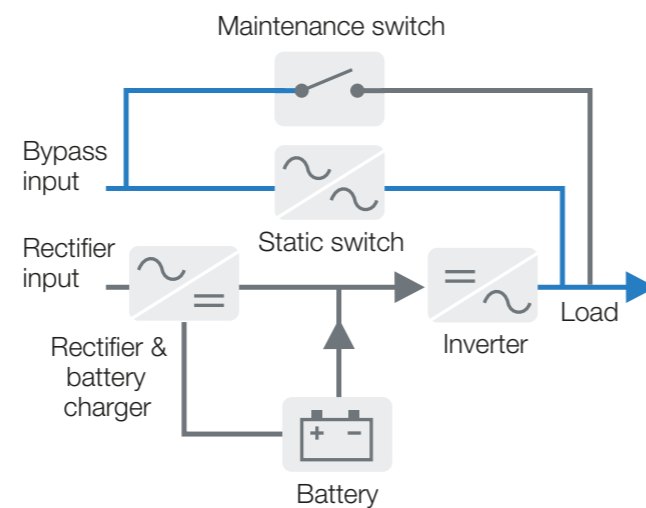 Maintenance switch
Bypass
input
Static switch
Rectifier
input
Load
Inverter
Rectifier &
battery
charger
+ −
Battery